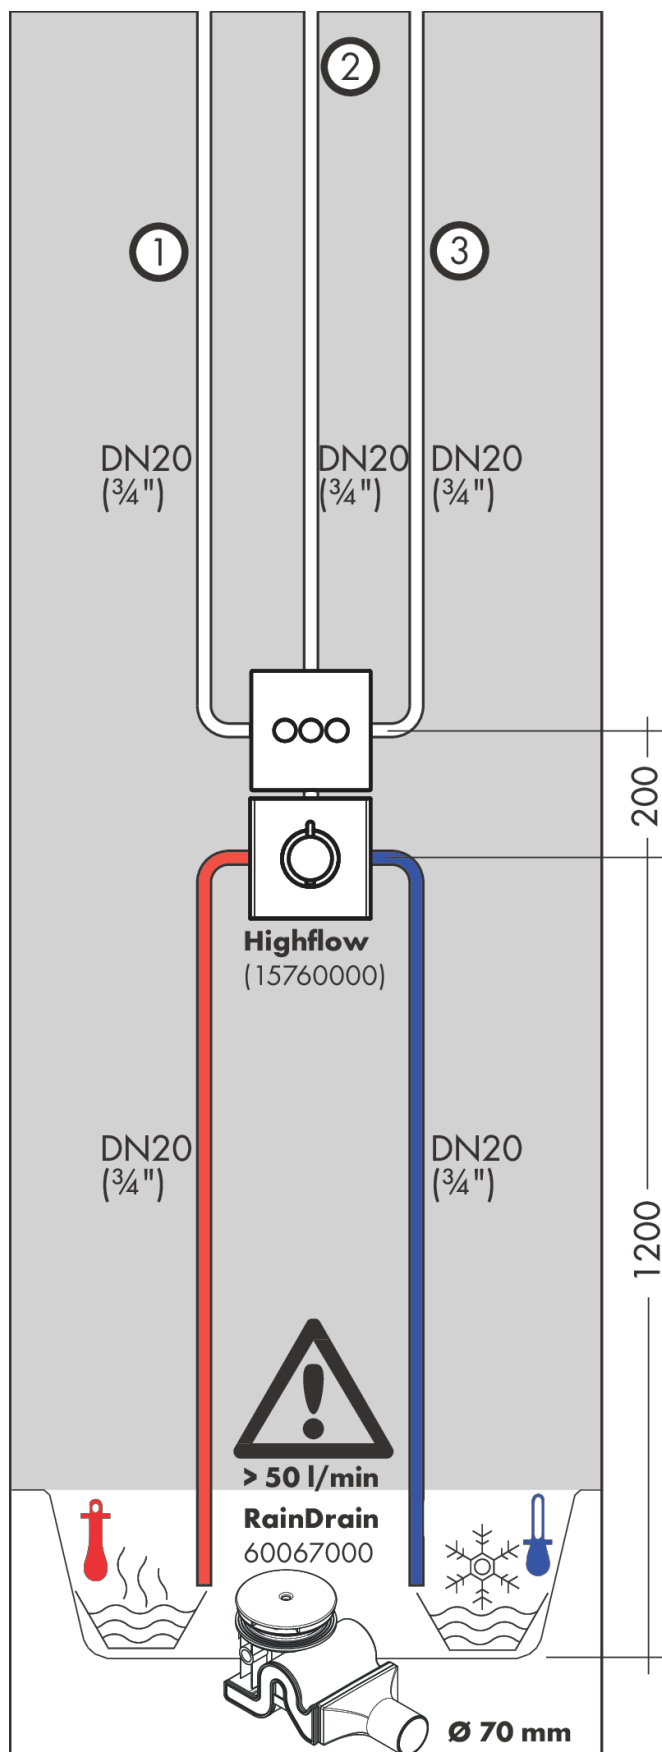 2
1
3
DN20
(¾")
DN20
(¾")
DN20
(¾")
200
Highflow
(15760000)
DN20
(¾")
DN20
(¾")
1200
> 50 l/min
RainDrain
60067000
Ø 70 mm